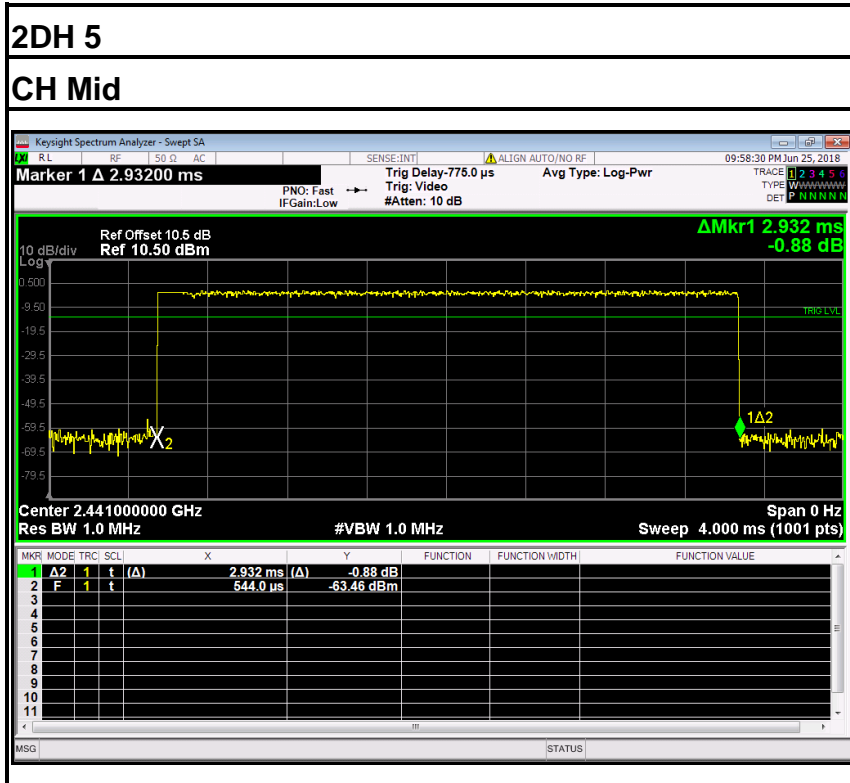 2DH 5
CH Mid
Keysight Spectrum Analyzer - Swept SA
LXI RL RF 50 Ω AC SENSE:INT ALIGN AUTO/NO RF 09:58:30 PM Jun 25, 2018
Marker 1 Δ 2.93200 ms
PNO: Fast
IFGain:Low
Trig Delay-775.0 µs
Trig: Video
#Atten: 10 dB
Avg Type: Log-Pwr
TRACE 1 2 3 4 5 6
TYPE WWWWWW
DET P N N N N N
ΔMkr1 2.932 ms
-0.88 dB
Ref Offset 10.5 dB
10 dB/div Ref 10.50 dBm
Log
0.500
-9.50
TRIG LVL
-19.5
-29.5
-39.5
-49.5
-59.5
-69.5
-79.5
1Δ2
X2
Center 2.441000000 GHz Span 0 Hz
Res BW 1.0 MHz #VBW 1.0 MHz Sweep 4.000 ms (1001 pts)
MKR MODE TRC SCL X Y FUNCTION FUNCTION WIDTH FUNCTION VALUE
1 Δ2 1 t (Δ) 2.932 ms (Δ) -0.88 dB
2 F 1 t 544.0 µs -63.46 dBm
3
4
5
6
7
8
9
10
11
MSG STATUS